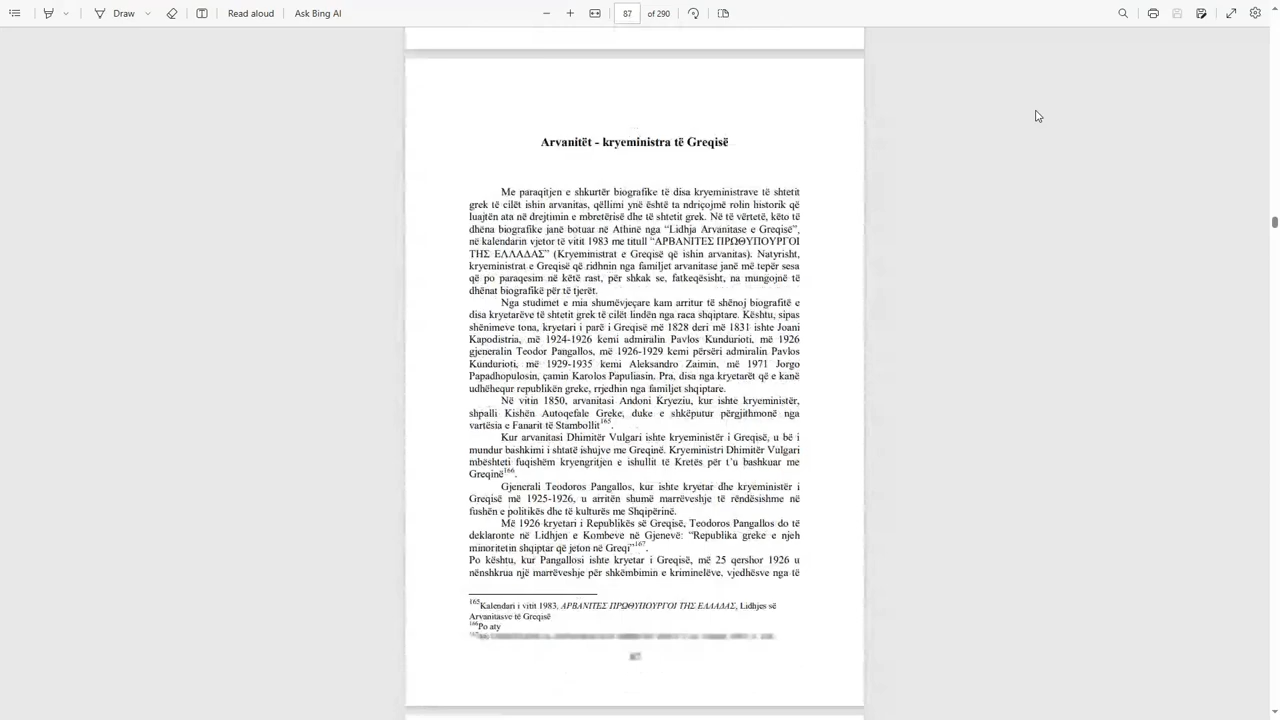 Draw
Read aloud
Ask Bing AI
87 of 290
Arvanitët - kryeministra të Greqisë
Me paraqitjen e shkurtër biografike të disa kryeministrave të shtetit
grek të cilët ishin arvanitas, qëllimi ynë është ta ndriçojmë rolin historik që
luajtën ata në drejtimin e mbretërisë dhe të shtetit grek. Në të vërtetë, këto të
dhëna biografike janë botuar në Athinë nga “Lidhja Arvanitase e Greqisë”,
në kalendarin vjetor të vitit 1983 me titull “ΑΡΒΑΝΙΤΕΣ ΠΡΩΘΥΠΟΥΡΓΟΙ
ΤΗΣ ΕΛΛΑΔΑΣ” (Kryeministrat e Greqisë që ishin arvanitas). Natyrisht,
kryeministrat e Greqisë që ridhnin nga familjet arvanitase janë më tepër sesa
që po paraqesim në këtë rast, për shkak se, fatkeqësisht, na mungojnë të
dhënat biografikë për të tjerët.
Nga studimet e mia shumëvjeçare kam arritur të shënoj biografitë e
disa kryetarëve të shtetit grek të cilët lindën nga raca shqiptare. Kështu, sipas
shënimeve tona, kryetari i parë i Greqisë më 1828 deri më 1831 ishte Joani
Kapodistria, më 1924-1926 kemi admiralin Pavlos Kundurioti, më 1926
gjeneralin Teodor Pangallos, më 1926-1929 kemi përsëri admiralin Pavlos
Kundurioti, më 1929-1935 kemi Aleksandro Zaimin, më 1971 Jorgo
Papadhopulosin, çamin Karolos Papuliasin. Pra, disa nga kryetarët që e kanë
udhëhequr republikën greke, rrjedhin nga familjet shqiptare.
Në vitin 1850, arvanitasi Andoni Kryeziu, kur ishte kryeministër,
shpalli Kishën Autoqefale Greke, duke e shkëputur përgjithmonë nga
vartësia e Fanarit të Stambollit165.
Kur arvanitasi Dhimitër Vulgari ishte kryeministër i Greqisë, u bë i
mundur bashkimi i shtatë ishujve me Greqinë. Kryeministri Dhimitër Vulgari
mbështeti fuqishëm kryengritjen e ishullit të Kretës për t’u bashkuar me
Greqinë166.
Gjenerali Teodoros Pangallos, kur ishte kryetar dhe kryeministër i
Greqisë më 1925-1926, u arritën shumë marrëveshje të rëndësishme në
fushën e politikës dhe të kulturës me Shqipërinë.
Më 1926 kryetari i Republikës së Greqisë, Teodoros Pangallos do të
deklaronte në Lidhjen e Kombeve në Gjenevë: “Republika greke e njeh
minoritetin shqiptar që jeton në Greqi”167.
Po kështu, kur Pangallosi ishte kryetar i Greqisë, më 25 qershor 1926 u
nënshkrua një marrëveshje për shkëmbimin e kriminelëve, vjedhësve nga të
165Kalendari i vitit 1983, ΑΡΒΑΝΙΤΕΣ ΠΡΩΘΥΠΟΥΡΓΟΙ ΤΗΣ ΕΛΛΑΔΑΣ, Lidhjes së
Arvanitasve të Greqisë
166Po aty